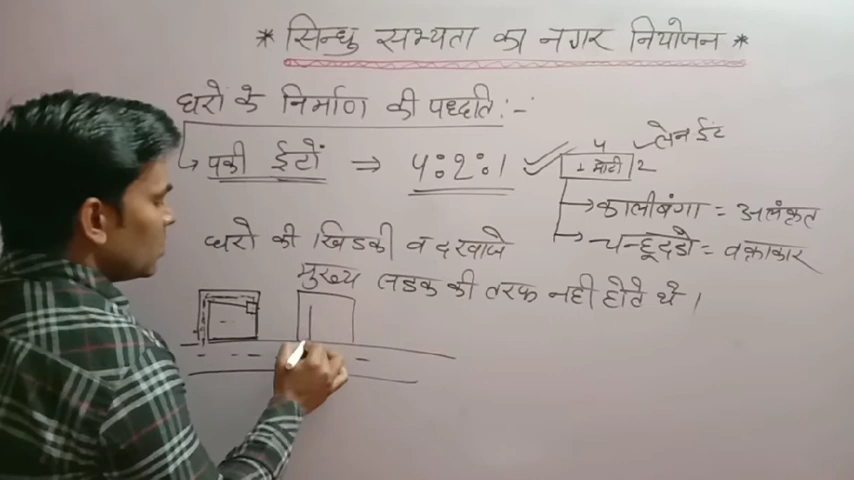 * सिन्धु सभ्यता का नगर नियोजन *
घरो के निर्माण की पध्दति :-
→ पकी ईटों ⇒ 4:2:1
4
1 मोटी 2
लेन ईट
→ कालीबंगा = अलंकृत
→ चन्हूदडो = वक्राकार
घरो की खिडकी व दरवाजे
मुख्य सडक की तरफ नही होते थे।